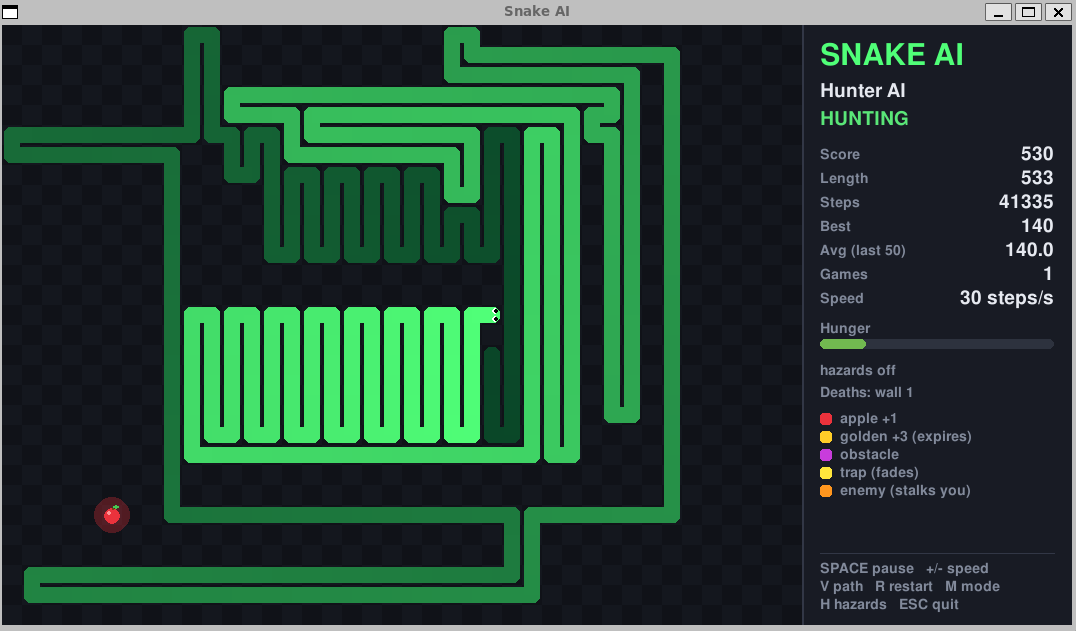 Snake AI
SNAKE AI
Hunter AI
HUNTING
Score 530
Length 533
Steps 41335
Best 140
Avg (last 50) 140.0
Games 1
Speed 30 steps/s
Hunger
hazards off
Deaths: wall 1
apple +1
golden +3 (expires)
obstacle
trap (fades)
enemy (stalks you)
SPACE pause +/- speed
V path R restart M mode
H hazards ESC quit